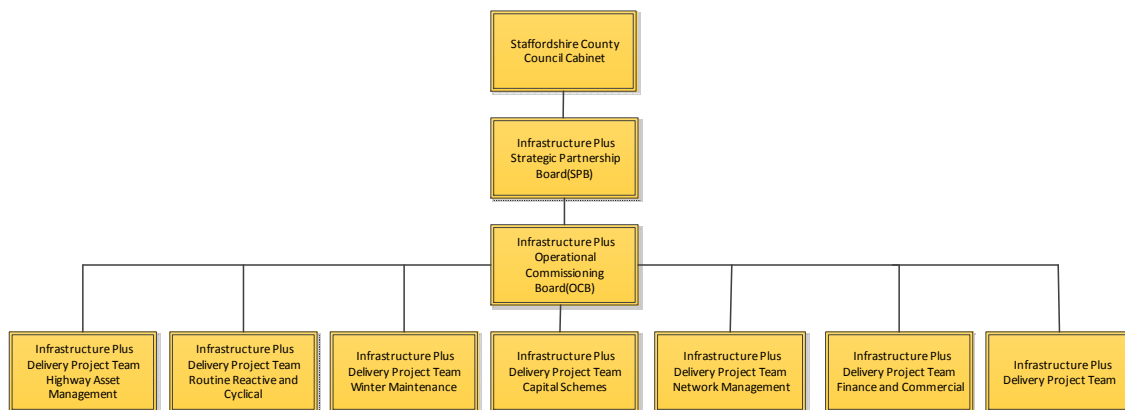 Staffordshire County
Council Cabinet
Infrastructure Plus
Strategic Partnership
Board(SPB)
Infrastructure Plus
Operational
Commissioning
Board(OCB)
Infrastructure Plus
Delivery Project Team
Highway Asset
Management
Infrastructure Plus
Delivery Project Team
Routine Reactive and
Cyclical
Infrastructure Plus
Delivery Project Team
Winter Maintenance
Infrastructure Plus
Delivery Project Team
Capital Schemes
Infrastructure Plus
Delivery Project Team
Network Management
Infrastructure Plus
Delivery Project Team
Finance and Commercial
Infrastructure Plus
Delivery Project Team